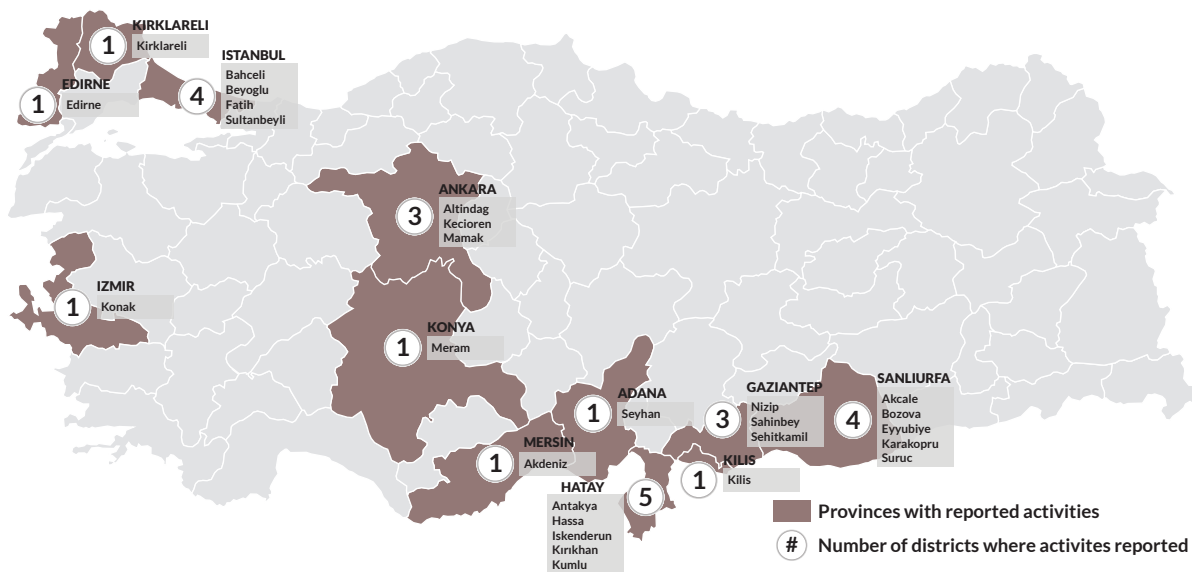 1
KIRKLARELI
Kirklareli
1
EDIRNE
Edirne
4
ISTANBUL
Bahceli
Beyoglu
Fatih
Sultanbeyli
3
ANKARA
Altindag
Kecioren
Mamak
1
IZMIR
Konak
1
KONYA
Meram
1
ADANA
Seyhan
3
GAZIANTEP
Nizip
Sahinbey
Sehitkamil
4
SANLIURFA
Akcale
Bozova
Eyyubiye
Karakopru
Suruc
1
MERSIN
Akdeniz
1
KILIS
Kilis
5
HATAY
Antakya
Hassa
Iskenderun
Kırıkhan
Kumlu
Provinces with reported activities
# Number of districts where activites reported